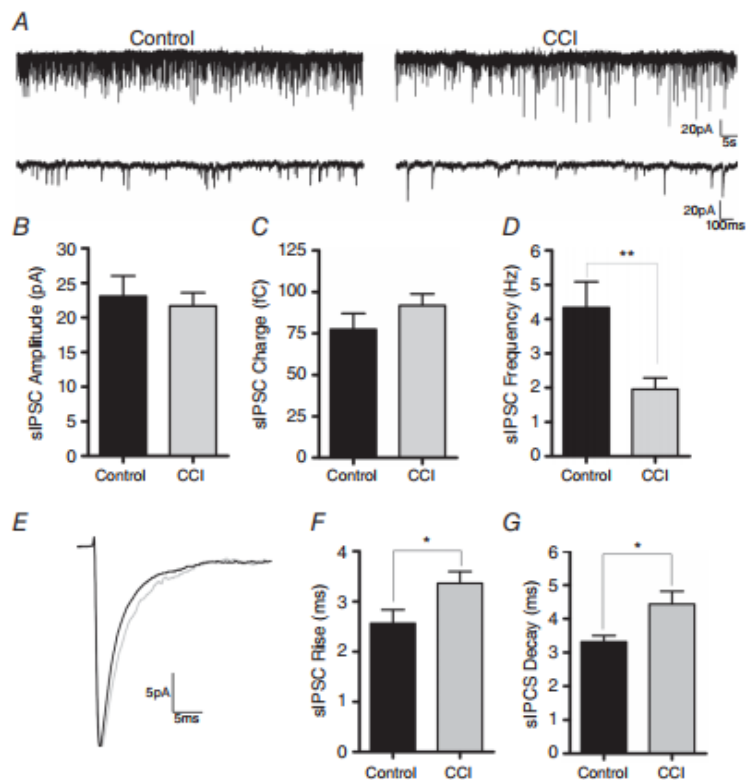 A
Control
CCI
20pA
5s
20pA
100ms
B
sIPSC Amplitude (pA)
30
25
20
15
10
5
0
Control
CCI
C
sIPSC Charge (fC)
125
100
75
50
25
0
Control
CCI
D
sIPSC Frequency (Hz)
6
5
4
3
2
1
0
**
Control
CCI
E
5pA
5ms
F
sIPSC Rise (ms)
4
3
2
1
0
*
Control
CCI
G
sIPCS Decay (ms)
6
5
4
3
2
1
0
*
Control
CCI